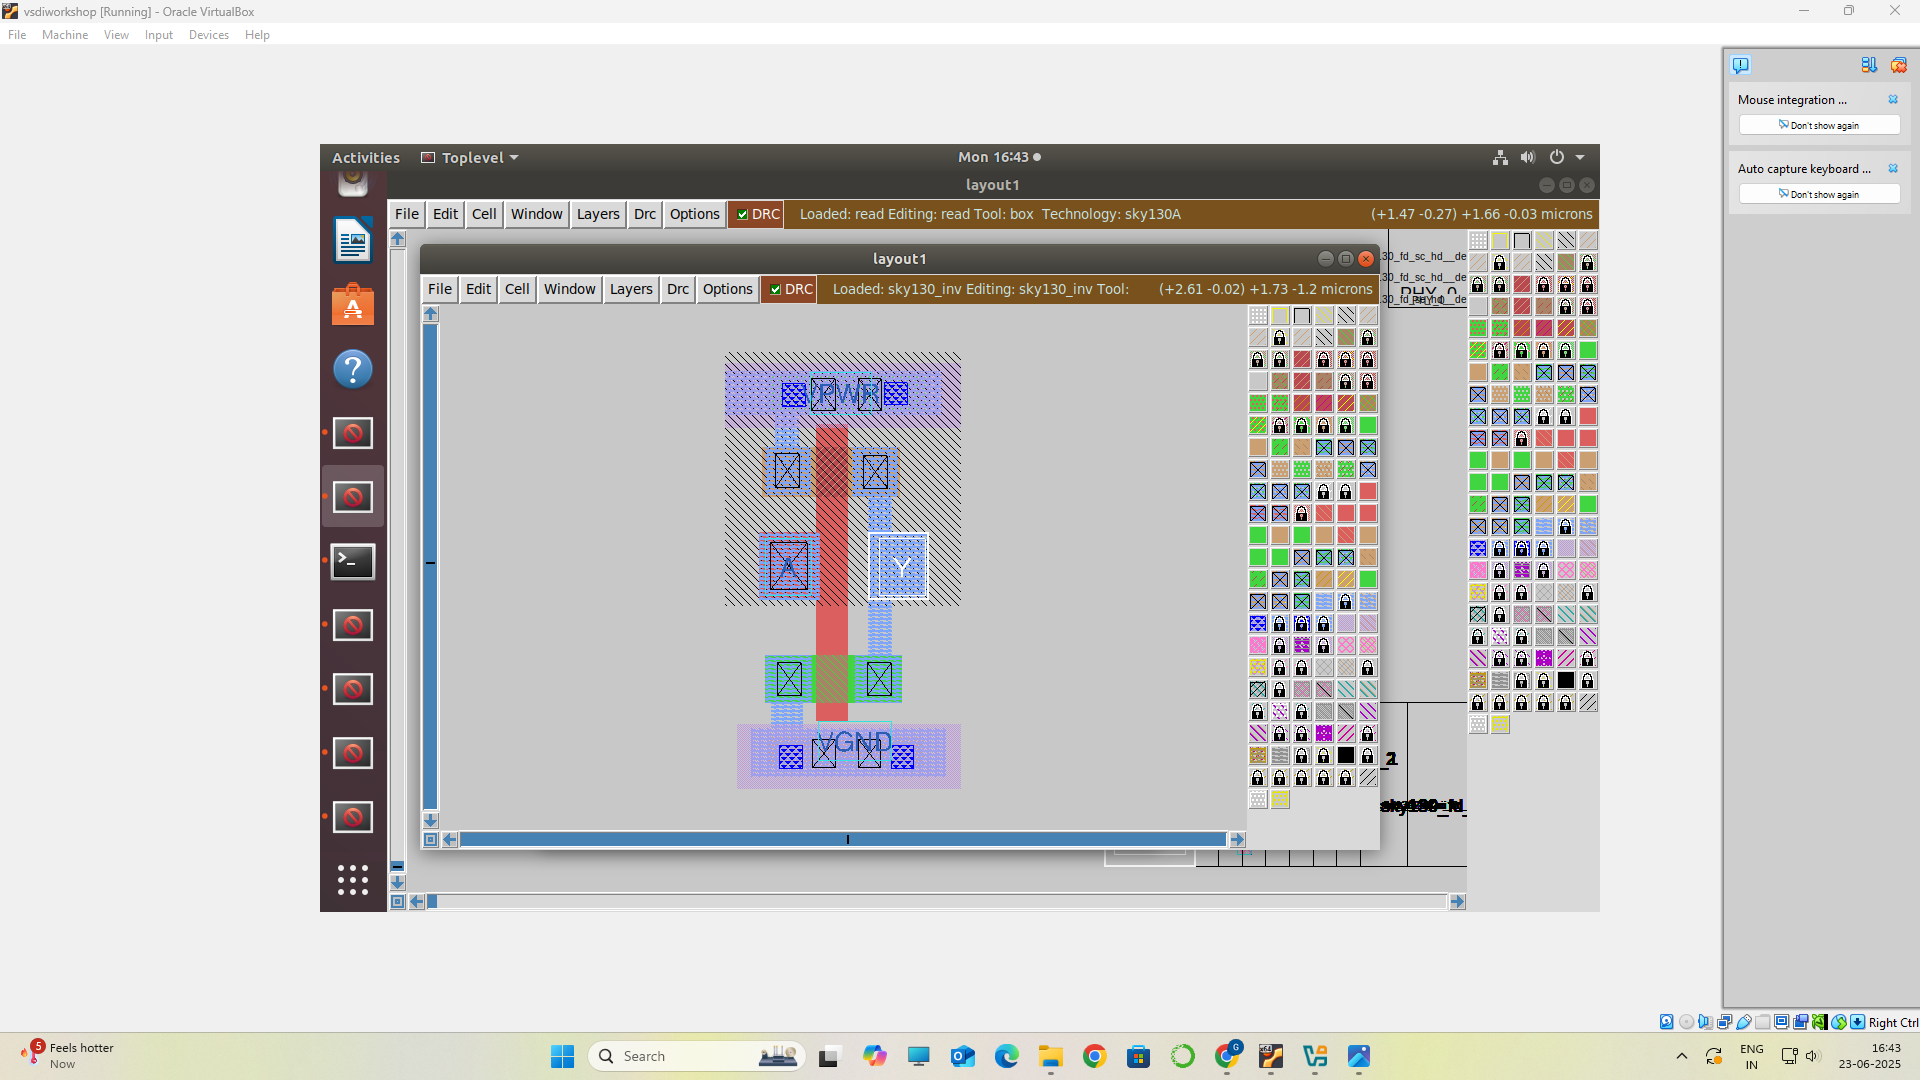 vsdiworkshop [Running] - Oracle VirtualBox
File Machine View Input Devices Help
Mouse integration ...
Don't show again
Auto capture keyboard ...
Don't show again
Activities Toplevel Mon 16:43
layout1
File Edit Cell Window Layers Drc Options DRC Loaded: read Editing: read Tool: box Technology: sky130A (+1.47 -0.27) +1.66 -0.03 microns
layout1
30_fd_sc_hd__de
File Edit Cell Window Layers Drc Options DRC Loaded: sky130_inv Editing: sky130_inv Tool: (+2.61 -0.02) +1.73 -1.2 microns
30_fd_sc_hd__de
VPWR
A
Y
VGND
Right Ctrl
5
Feels hotter
Now
Search
ENG
IN
16:43
23-06-2025